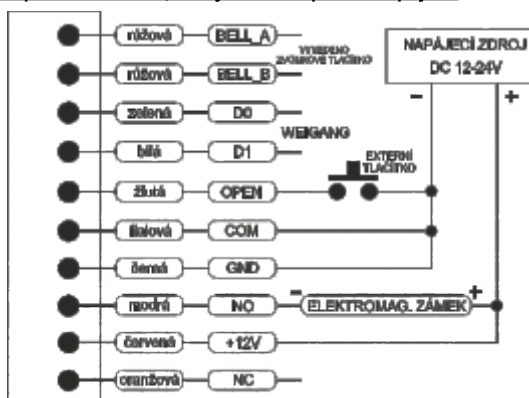 růžová BELL_A
VYVEDENO
ZVONKOVÉ TLAČÍTKO
NAPÁJECÍ ZDROJ
DC 12-24V
- +
růžová BELL_B
zelená D0
WEIGANG
bílá D1
EXTERNÍ
TLAČÍTKO
žlutá OPEN
fialová COM
černá GND
modrá NO - ELEKTROMAG. ZÁMEK +
červená +12V
oranžová NC